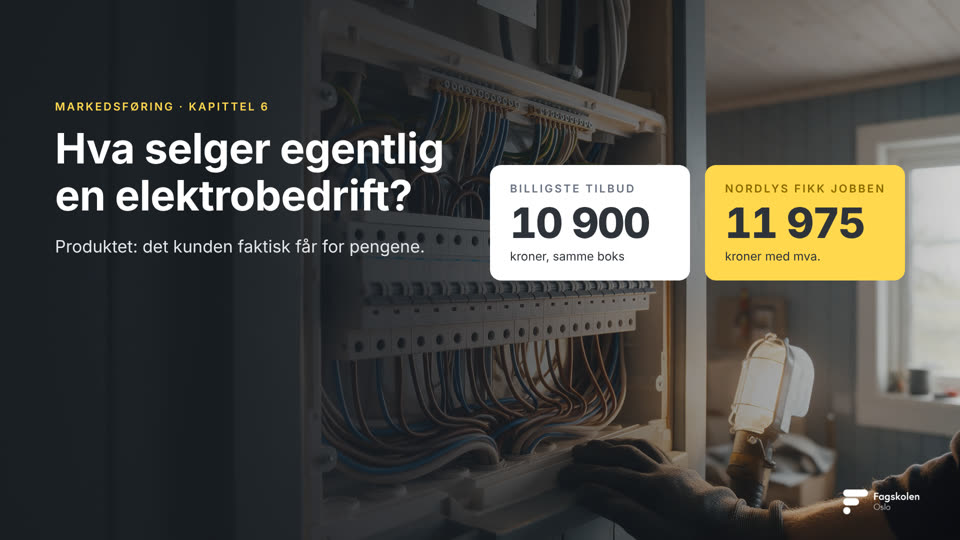 MARKEDSFØRING · KAPITTEL 6
Hva selger egentlig
en elektrobedrift?
Produktet: det kunden faktisk får for pengene.
BILLIGSTE TILBUD
10 900
kroner, samme boks
NORDLYS FIKK JOBBEN
11 975
kroner med mva.
Fagskolen
Oslo